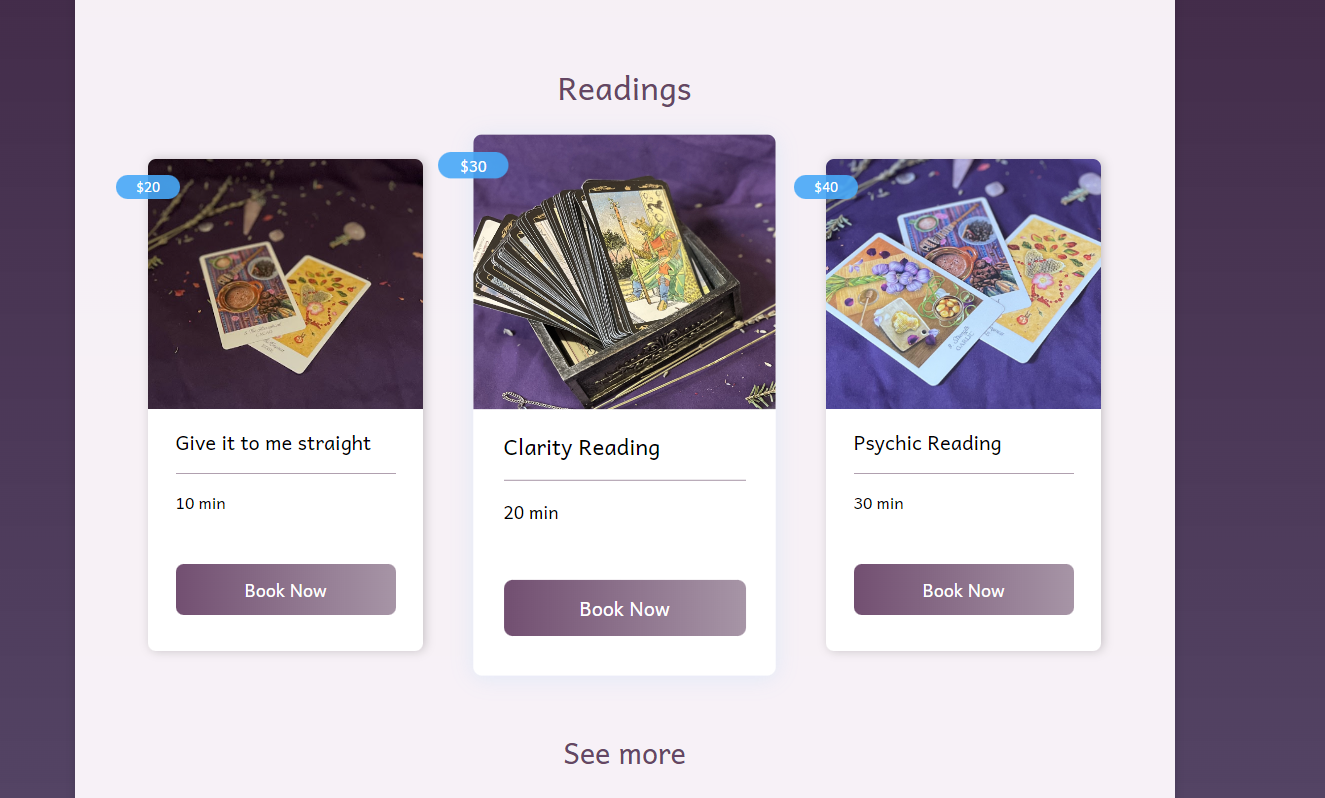 Readings
$20
$30
$40
Give it to me straight
Clarity Reading
Psychic Reading
10 min
20 min
30 min
Book Now
Book Now
Book Now
See more